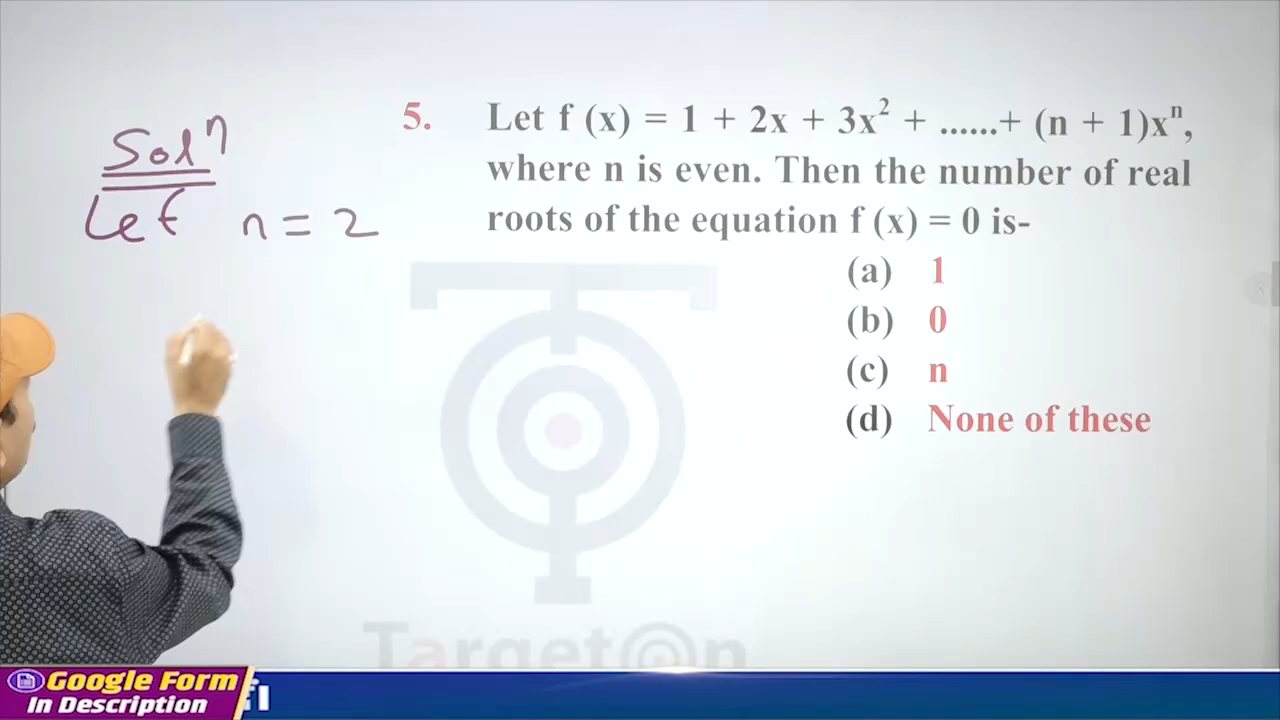 Solⁿ
Let n = 2
5. Let f (x) = 1 + 2x + 3x² + ......+ (n + 1)xⁿ,
where n is even. Then the number of real
roots of the equation f (x) = 0 is-
(a) 1
(b) 0
(c) n
(d) None of these
Target@n
Google Form
In Description